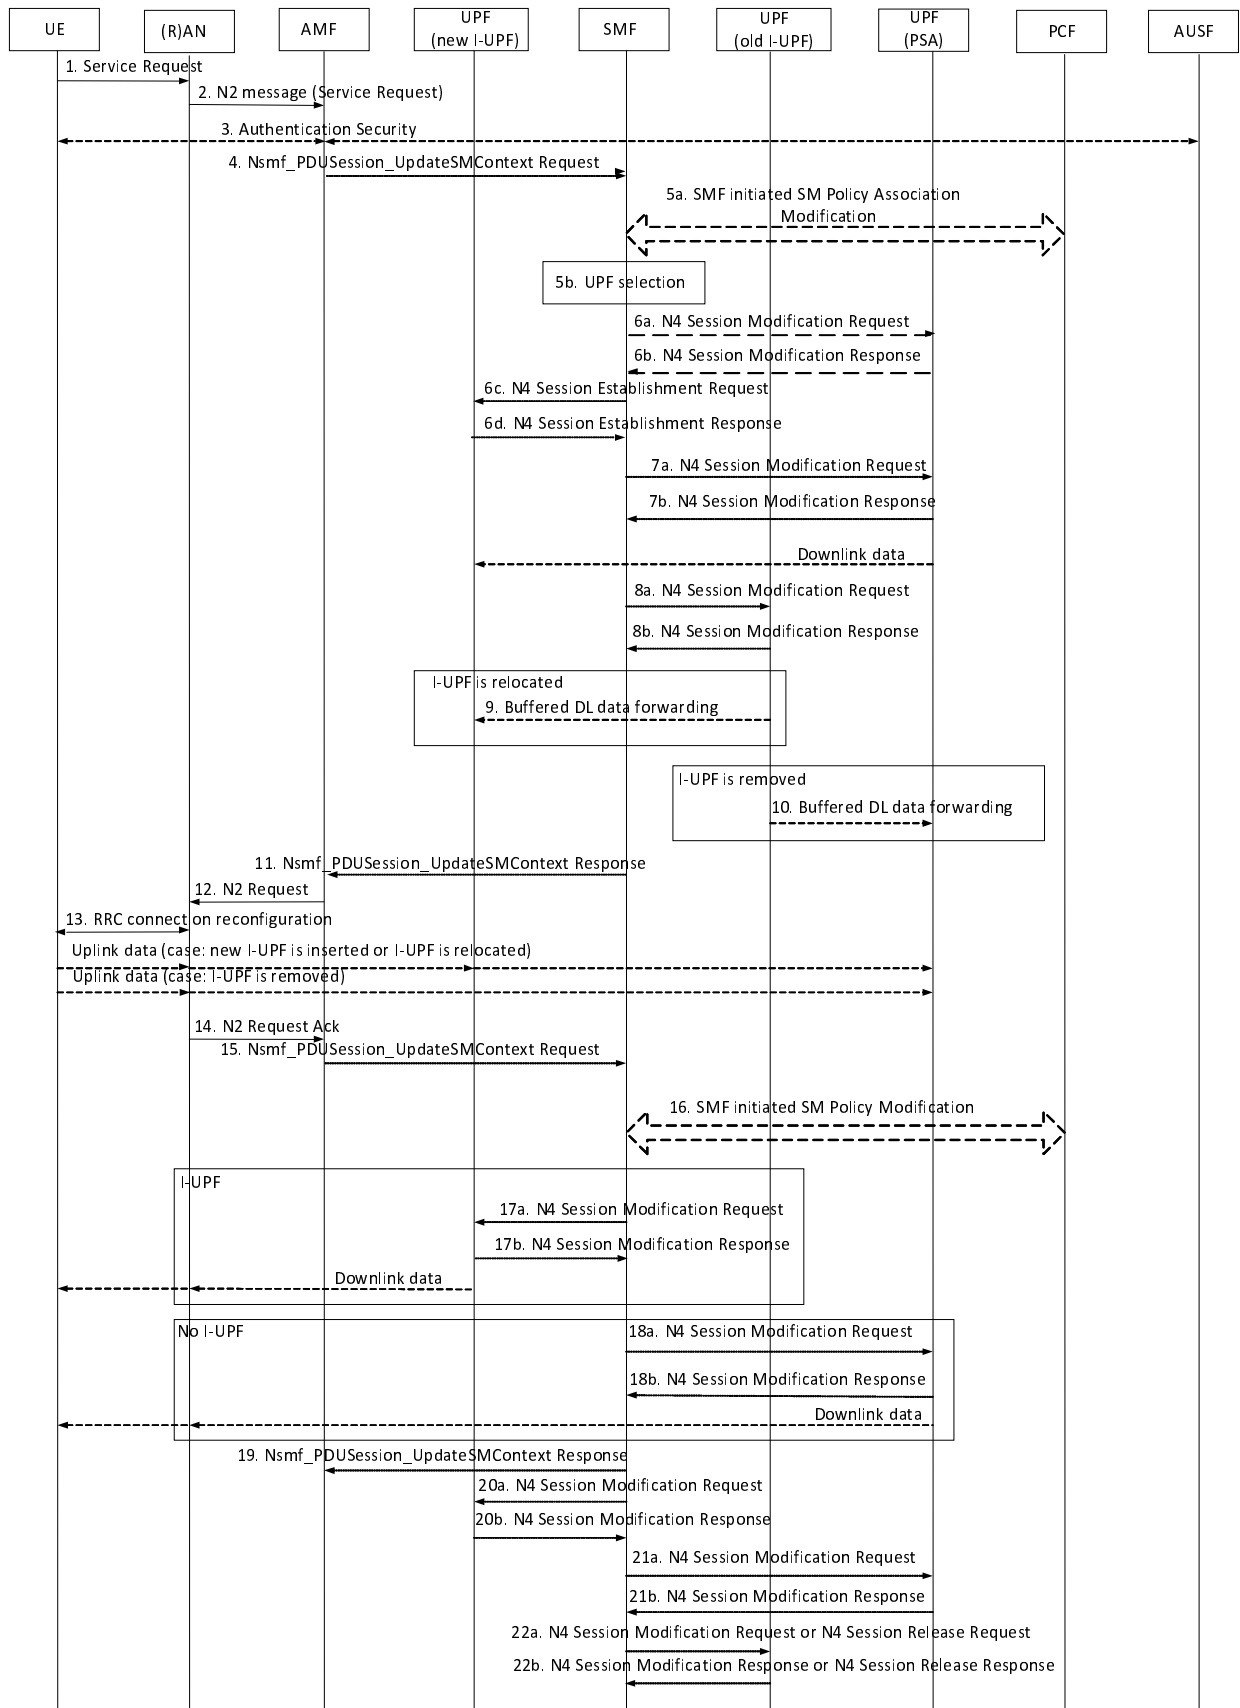 UE
(R)AN
AMF
UPF
(new I-UPF)
SMF
UPF
(old I-UPF)
UPF
(PSA)
PCF
AUSF
1. Service Request
2. N2 message (Service Request)
3. Authentication Security
4. Nsmf_PDUSession_UpdateSMContext Request
5a. SMF initiated SM Policy Association
Modification
5b. UPF selection
6a. N4 Session Modification Request
6b. N4 Session Modification Response
6c. N4 Session Establishment Request
6d. N4 Session Establishment Response
7a. N4 Session Modification Request
7b. N4 Session Modification Response
Downlink data
8a. N4 Session Modification Request
8b. N4 Session Modification Response
I-UPF is relocated
9. Buffered DL data forwarding
I-UPF is removed
10. Buffered DL data forwarding
11. Nsmf_PDUSession_UpdateSMContext Response
12. N2 Request
13. RRC connection reconfiguration
Uplink data (case: new I-UPF is inserted or I-UPF is relocated)
Uplink data (case: I-UPF is removed)
14. N2 Request Ack
15. Nsmf_PDUSession_UpdateSMContext Request
16. SMF initiated SM Policy Modification
I-UPF
17a. N4 Session Modification Request
17b. N4 Session Modification Response
Downlink data
No I-UPF
18a. N4 Session Modification Request
18b. N4 Session Modification Response
Downlink data
19. Nsmf_PDUSession_UpdateSMContext Response
20a. N4 Session Modification Request
20b. N4 Session Modification Response
21a. N4 Session Modification Request
21b. N4 Session Modification Response
22a. N4 Session Modification Request or N4 Session Release Request
22b. N4 Session Modification Response or N4 Session Release Response